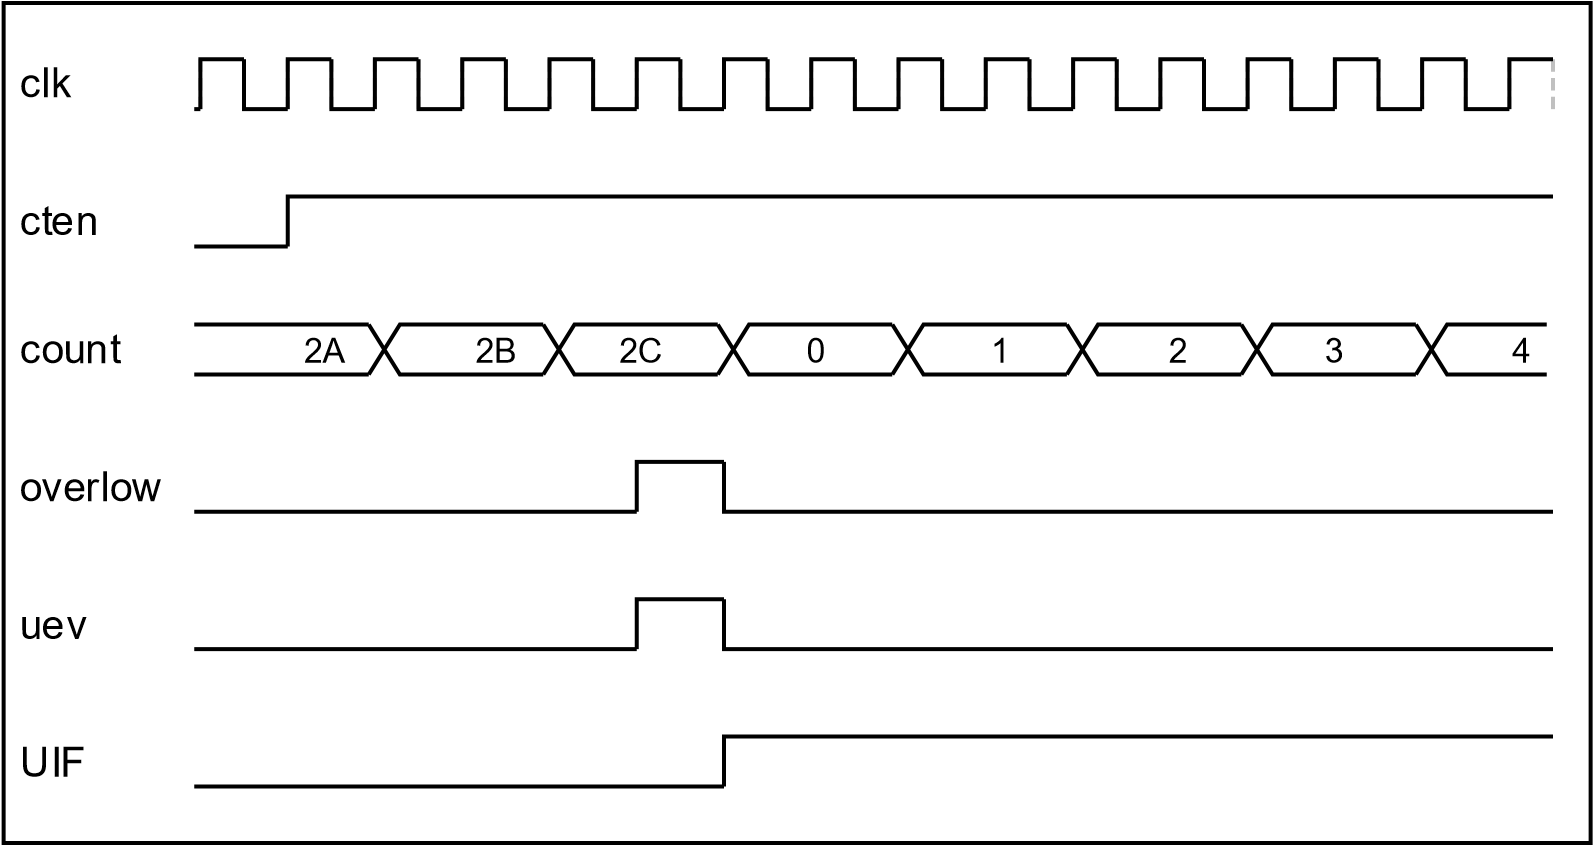 clk
cten
count 2A 2B 2C 0 1 2 3 4
overlow
uev
UIF